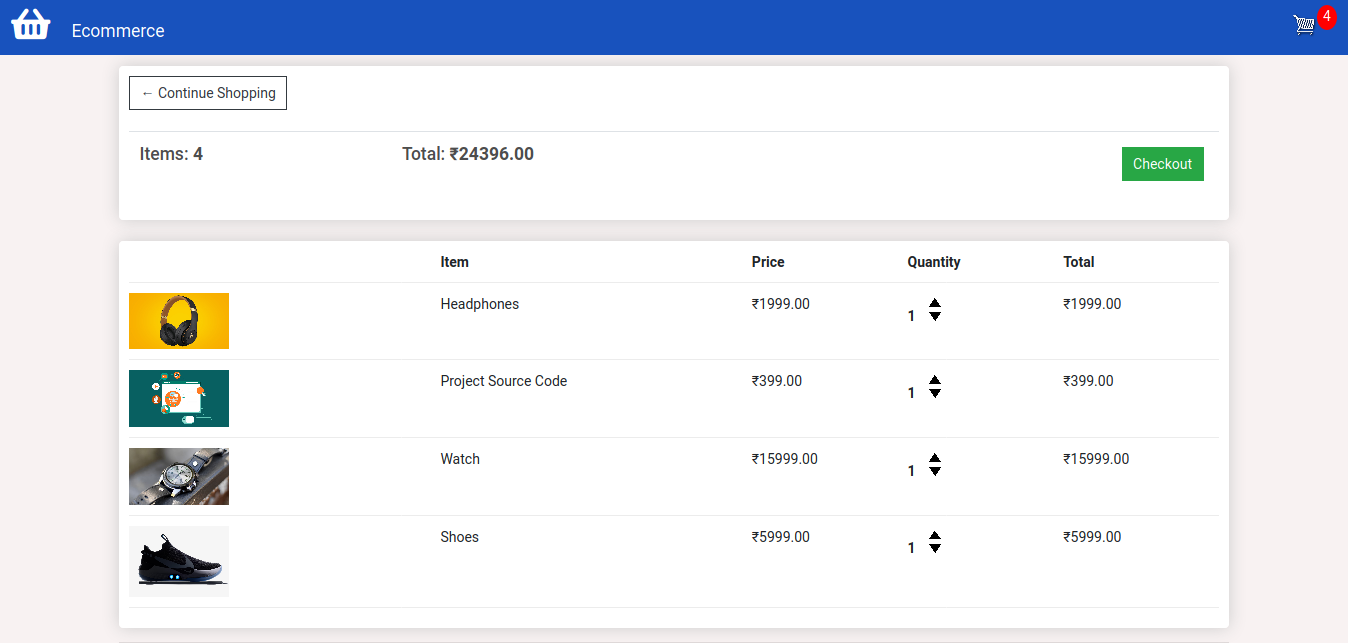 Ecommerce
4
← Continue Shopping
Items: 4 Total: ₹24396.00
Checkout
Item Price Quantity Total
Headphones ₹1999.00 1 ₹1999.00
Project Source Code ₹399.00 1 ₹399.00
Watch ₹15999.00 1 ₹15999.00
Shoes ₹5999.00 1 ₹5999.00